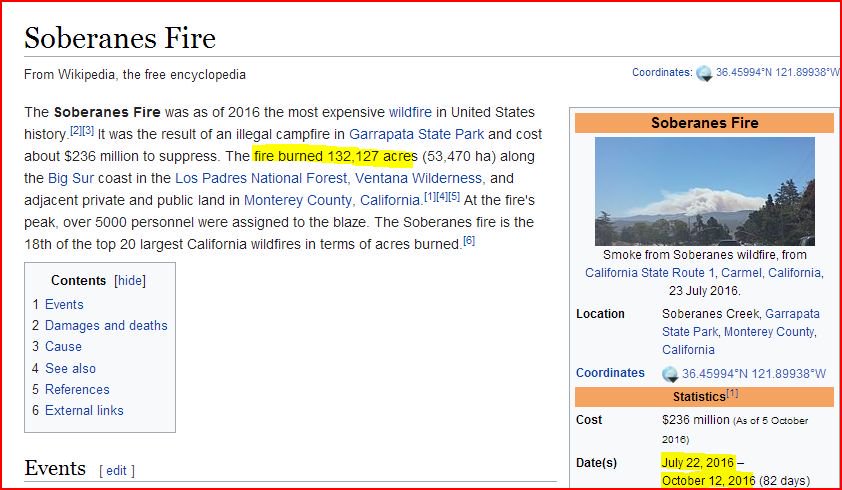 Soberanes Fire
From Wikipedia, the free encyclopedia
Coordinates: 36.45994°N 121.89938°W
The Soberanes Fire was as of 2016 the most expensive wildfire in United States
history.[2][3] It was the result of an illegal campfire in Garrapata State Park and cost
about $236 million to suppress. The fire burned 132,127 acres (53,470 ha) along
the Big Sur coast in the Los Padres National Forest, Ventana Wilderness, and
adjacent private and public land in Monterey County, California.[1][4][5] At the fire's
peak, over 5000 personnel were assigned to the blaze. The Soberanes fire is the
18th of the top 20 largest California wildfires in terms of acres burned.[6]
Contents [hide]
1 Events
2 Damages and deaths
3 Cause
4 See also
5 References
6 External links
Events [ edit ]
Soberanes Fire
Smoke from Soberanes wildfire, from
California State Route 1, Carmel, California,
23 July 2016.
Location Soberanes Creek, Garrapata
State Park, Monterey County,
California
Coordinates 36.45994°N 121.89938°W
Statistics[1]
Cost $236 million (As of 5 October
2016)
Date(s) July 22, 2016 –
October 12, 2016 (82 days)